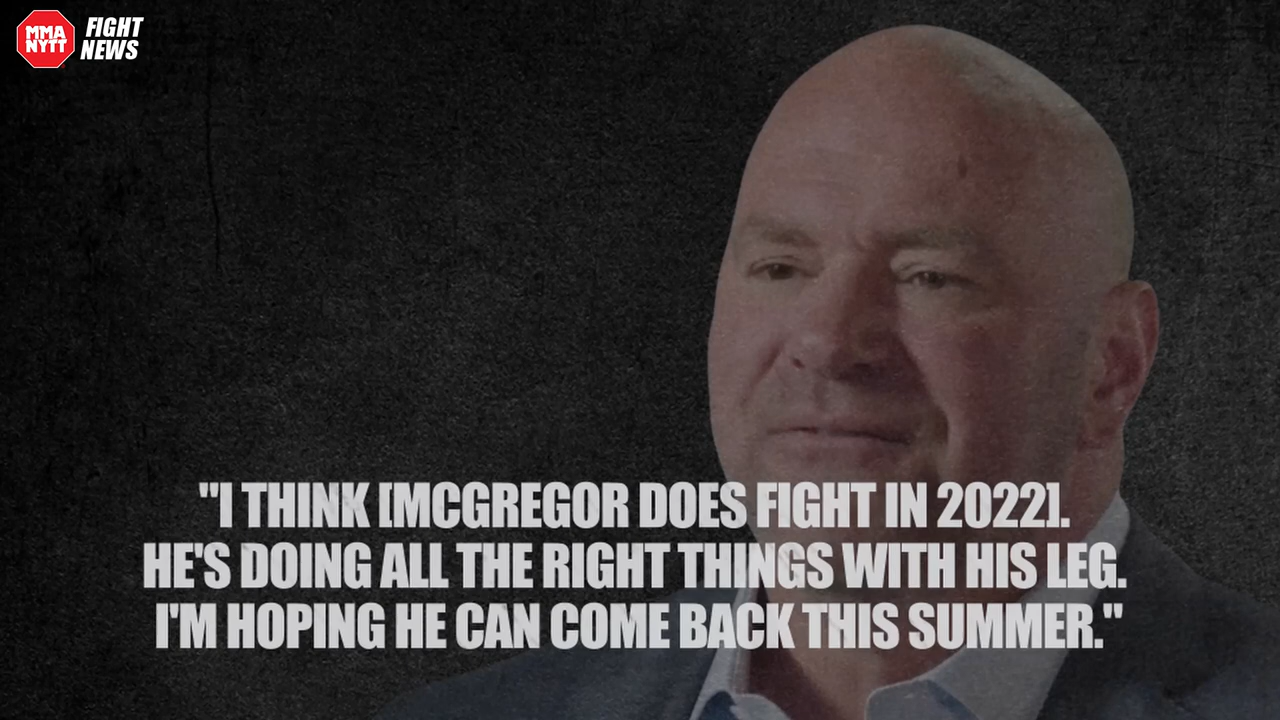 MMA
NYTT
FIGHT
NEWS
"I THINK [MCGREGOR DOES FIGHT IN 2022].
HE'S DOING ALL THE RIGHT THINGS WITH HIS LEG.
I'M HOPING HE CAN COME BACK THIS SUMMER."